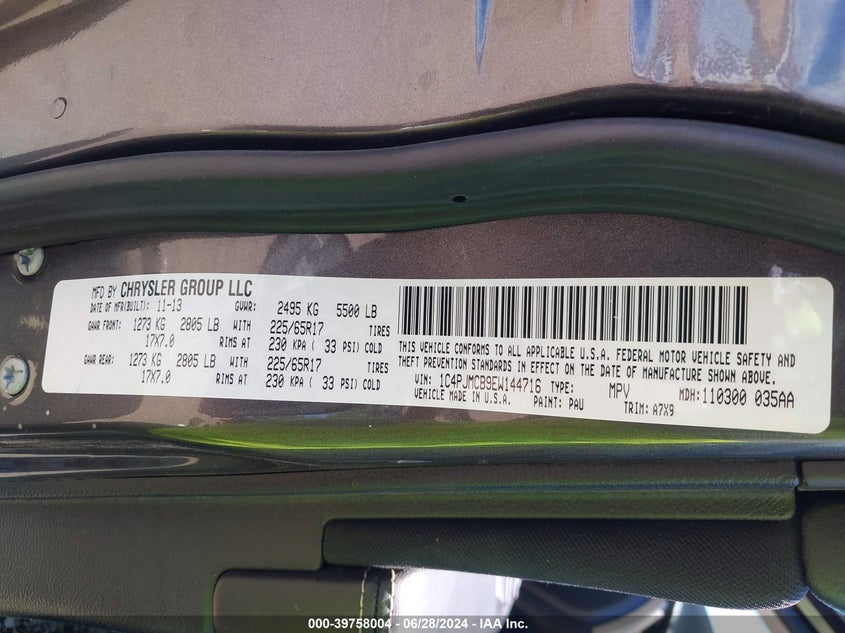 MFD BY CHRYSLER GROUP LLC
DATE OF MFR(BUILT): 11-13 GVWR: 2495 KG 5500 LB
GAWR FRONT: 1273 KG 2805 LB WITH 225/65R17 TIRES
17X7.0 RIMS AT 230 KPA ( 33 PSI) COLD
GAWR REAR: 1273 KG 2805 LB WITH 225/65R17 TIRES
17X7.0 RIMS AT 230 KPA ( 33 PSI) COLD
THIS VEHICLE CONFORMS TO ALL APPLICABLE U.S.A. FEDERAL MOTOR VEHICLE SAFETY AND
THEFT PREVENTION STANDARDS IN EFFECT ON THE DATE OF MANUFACTURE SHOWN ABOVE.
VIN: 1C4PJMCB9EW144716 TYPE: MPV MDH: 110300 035AA
VEHICLE MADE IN U.S.A. PAINT: PAU TRIM: A7X9
000-39758004 - 06/28/2024 - IAA Inc.